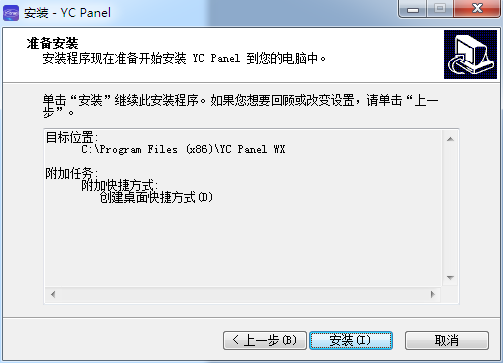 安装 - YC Panel
准备安装
安装程序现在准备开始安装 YC Panel 到您的电脑中。
单击“安装”继续此安装程序。如果您想要回顾或改变设置，请单击“上一
步”。
目标位置:
C:\Program Files (x86)\YC Panel WX
附加任务:
附加快捷方式:
创建桌面快捷方式(D)
< 上一步(B)
安装(I)
取消